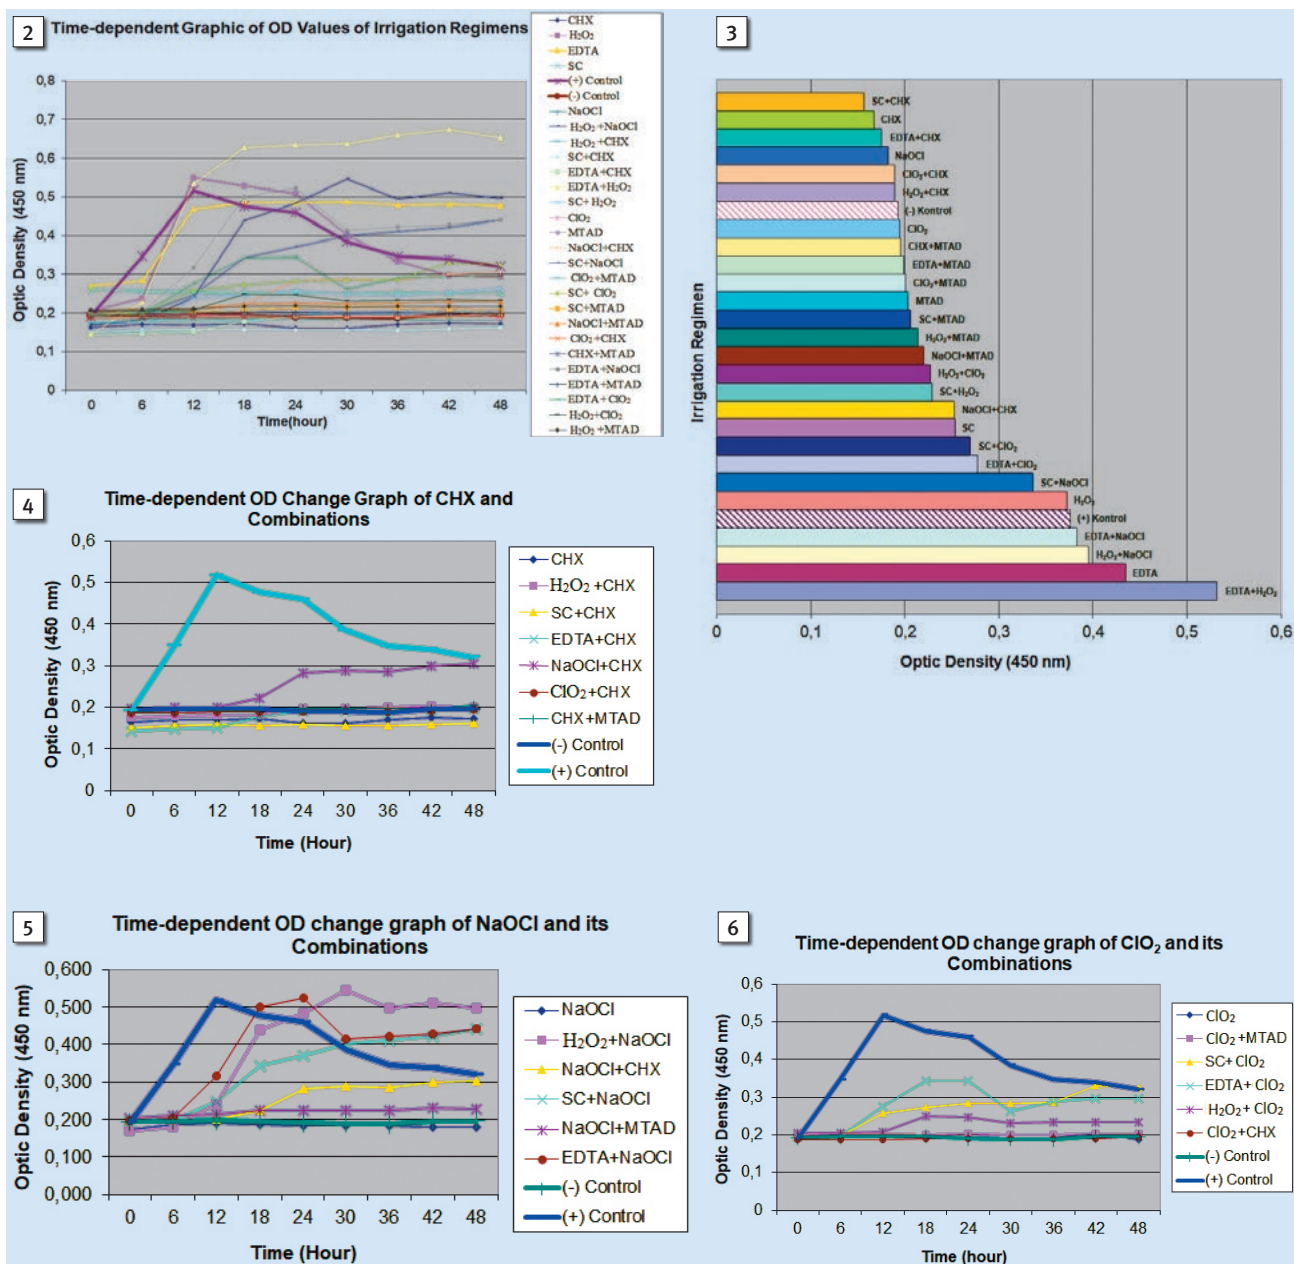 2
Time-dependent Graphic of OD Values of Irrigation Regimens
Optic Density (450 nm)
0,8
0,7
0,6
0,5
0,4
0,3
0,2
0,1
0
0 6 12 18 24 30 36 42 48
Time(hour)
CHX
H₂O₂
EDTA
SC
(+) Control
(-) Control
NaOCl
H₂O₂+NaOCl
H₂O₂+CHX
SC+CHX
EDTA+CHX
EDTA+H₂O₂
SC+ H₂O₂
ClO₂
MTAD
NaOCl+CHX
SC+NaOCl
ClO₂+MTAD
SC+ ClO₂
SC+MTAD
NaOCl+MTAD
ClO₂+CHX
CHX+MTAD
EDTA+NaOCl
EDTA+MTAD
EDTA+ClO₂
H₂O₂+ClO₂
H₂O₂+MTAD
3
Irrigation Regimen
SC+CHX
CHX
EDTA+CHX
NaOCl
ClO₂+CHX
H₂O₂+CHX
(-) Kontrol
ClO₂
CHX+MTAD
EDTA+MTAD
ClO₂+MTAD
MTAD
SC+MTAD
H₂O₂+MTAD
NaOCl+MTAD
H₂O₂+ClO₂
SC+H₂O₂
NaOCl+CHX
SC
SC+ClO₂
EDTA+ClO₂
SC+NaOCl
H₂O₂
(+) Kontrol
EDTA+NaOCl
H₂O₂+NaOCl
EDTA
EDTA+H₂O₂
0 0,1 0,2 0,3 0,4 0,5 0,6
Optic Density (450 nm)
4
Time-dependent OD Change Graph of CHX and
Combinations
Optic Density (450 nm)
0,6
0,5
0,4
0,3
0,2
0,1
0
0 6 12 18 24 30 36 42 48
Time (Hour)
CHX
H₂O₂ +CHX
SC+CHX
EDTA+CHX
NaOCl+CHX
ClO₂+CHX
CHX+MTAD
(-) Control
(+) Control
5
Time-dependent OD change graph of NaOCl and its
Combinations
Optic Density (450 nm)
0,600
0,500
0,400
0,300
0,200
0,100
0,000
0 6 12 18 24 30 36 42 48
Time (Hour)
NaOCl
H₂O₂+NaOCl
NaOCl+CHX
SC+NaOCl
NaOCl+MTAD
EDTA+NaOCl
(-) Control
(+) Control
6
Time-dependent OD change graph of ClO₂ and its
Combinations
Optic Density (450 nm)
0,6
0,5
0,4
0,3
0,2
0,1
0
0 6 12 18 24 30 36 42 48
Time (hour)
ClO₂
ClO₂ +MTAD
SC+ ClO₂
EDTA+ ClO₂
H₂O₂+ ClO₂
ClO₂ +CHX
(-) Control
(+) Control